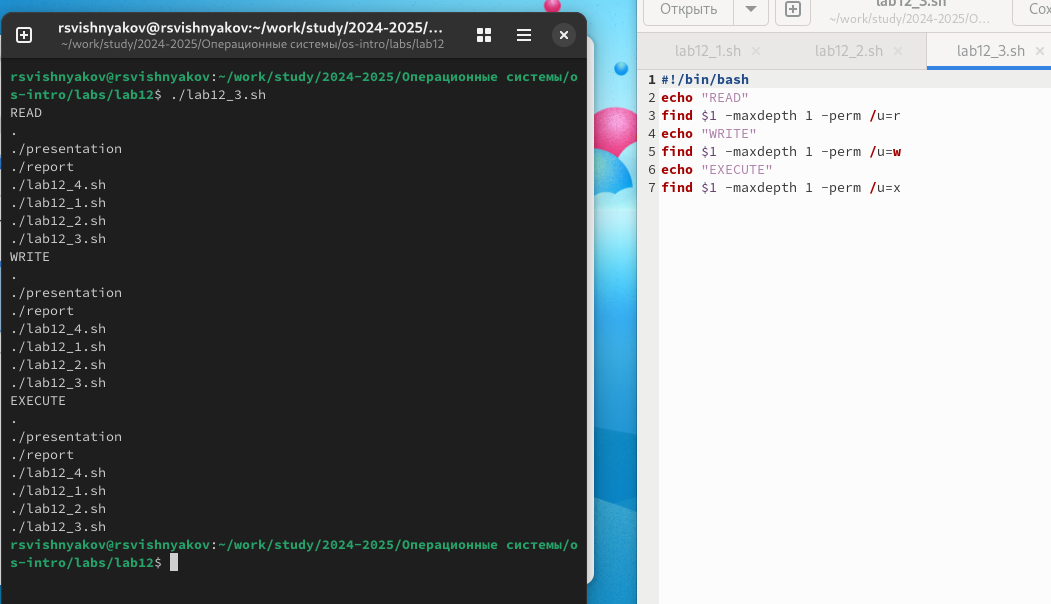 rsvishnyakov@rsvishnyakov:~/work/study/2024-2025/...
~/work/study/2024-2025/Операционные системы/os-intro/labs/lab12
rsvishnyakov@rsvishnyakov:~/work/study/2024-2025/Операционные системы/o
s-intro/labs/lab12$ ./lab12_3.sh
READ
.
./presentation
./report
./lab12_4.sh
./lab12_1.sh
./lab12_2.sh
./lab12_3.sh
WRITE
.
./presentation
./report
./lab12_4.sh
./lab12_1.sh
./lab12_2.sh
./lab12_3.sh
EXECUTE
.
./presentation
./report
./lab12_4.sh
./lab12_1.sh
./lab12_2.sh
./lab12_3.sh
rsvishnyakov@rsvishnyakov:~/work/study/2024-2025/Операционные системы/o
s-intro/labs/lab12$
Открыть
lab12_3.sh
~/work/study/2024-2025/О...
Сох
lab12_1.sh
lab12_2.sh
lab12_3.sh
1 #!/bin/bash
2 echo "READ"
3 find $1 -maxdepth 1 -perm /u=r
4 echo "WRITE"
5 find $1 -maxdepth 1 -perm /u=w
6 echo "EXECUTE"
7 find $1 -maxdepth 1 -perm /u=x